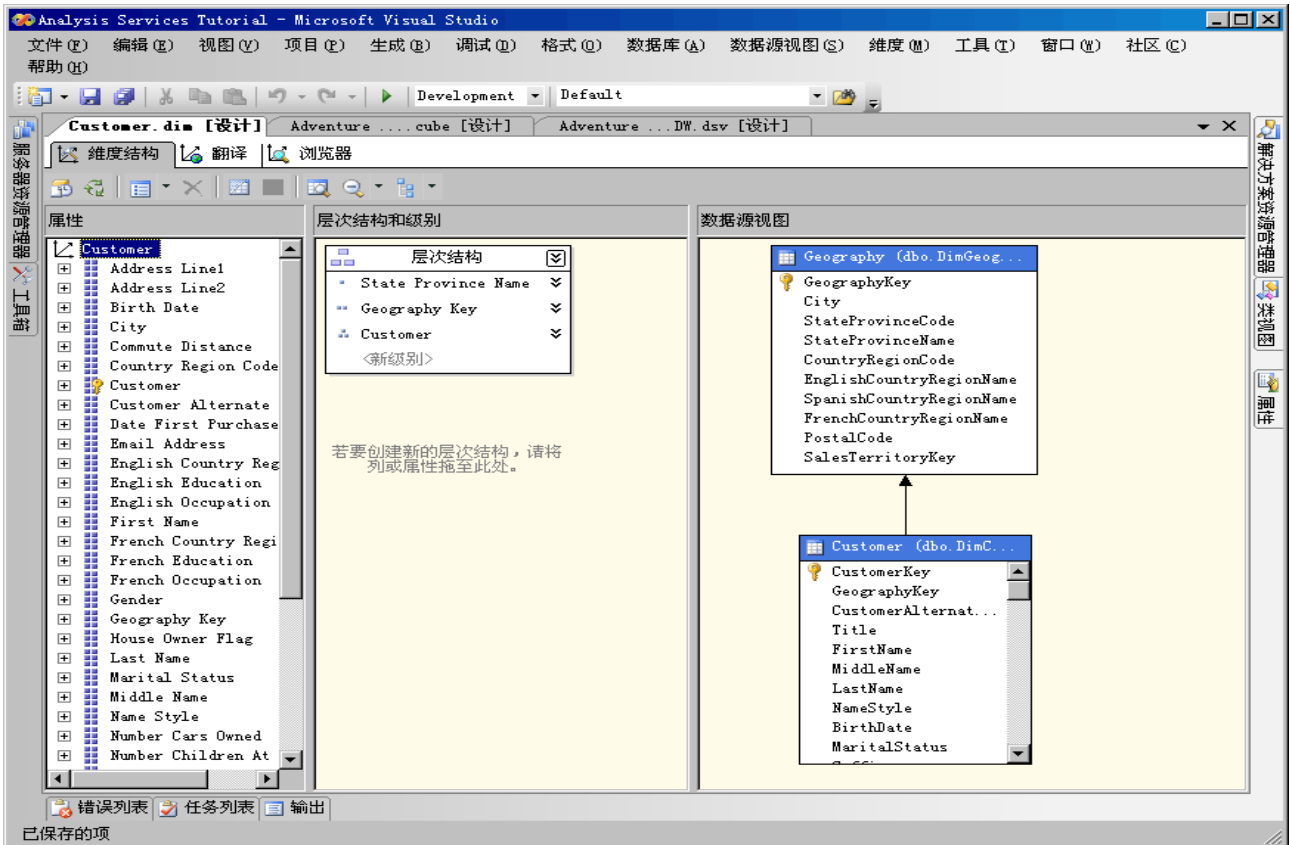 Analysis Services Tutorial - Microsoft Visual Studio
文件(F) 编辑(E) 视图(V) 项目(P) 生成(B) 调试(D) 格式(O) 数据库(A) 数据源视图(S) 维度(M) 工具(T) 窗口(W) 社区(C)
帮助(H)
Development Default
Customer.dim [设计] Adventure ....cube [设计] Adventure ...DW.dsv [设计]
维度结构 翻译 浏览器
服务器资源管理器
工具箱
属性
Customer
Address Line1
Address Line2
Birth Date
City
Commute Distance
Country Region Code
Customer
Customer Alternate
Date First Purchase
Email Address
English Country Reg
English Education
English Occupation
First Name
French Country Regi
French Education
French Occupation
Gender
Geography Key
House Owner Flag
Last Name
Marital Status
Middle Name
Name Style
Number Cars Owned
Number Children At
层次结构和级别
层次结构
State Province Name
Geography Key
Customer
<新级别>
若要创建新的层次结构，请将
列或属性拖至此处。
数据源视图
Geography (dbo.DimGeog...
GeographyKey
City
StateProvinceCode
StateProvinceName
CountryRegionCode
EnglishCountryRegionName
SpanishCountryRegionName
FrenchCountryRegionName
PostalCode
SalesTerritoryKey
Customer (dbo.DimC...
CustomerKey
GeographyKey
CustomerAlternat...
Title
FirstName
MiddleName
LastName
NameStyle
BirthDate
MaritalStatus
解决方案资源管理器
类视图
属性
错误列表 任务列表 输出
已保存的项